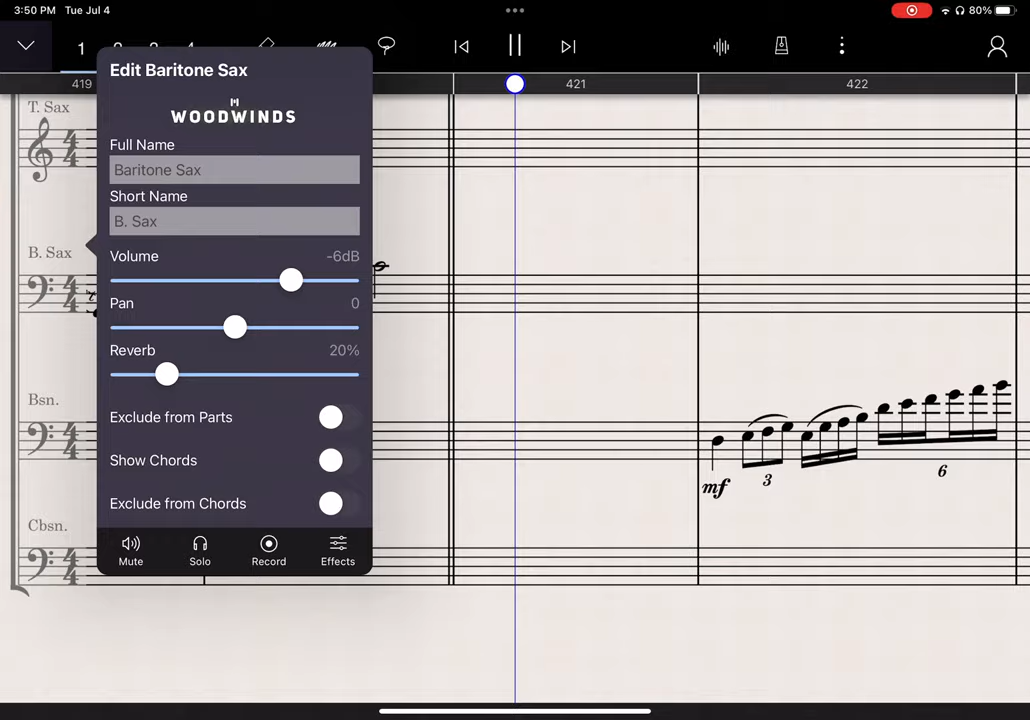 3:50 PM Tue Jul 4
80%
1
419
421
422
Edit Baritone Sax
WOODWINDS
Full Name
Baritone Sax
Short Name
B. Sax
Volume -6dB
Pan 0
Reverb 20%
Exclude from Parts
Show Chords
Exclude from Chords
Mute Solo Record Effects
T. Sax
B. Sax
Bsn.
mf 3 6
Cbsn.